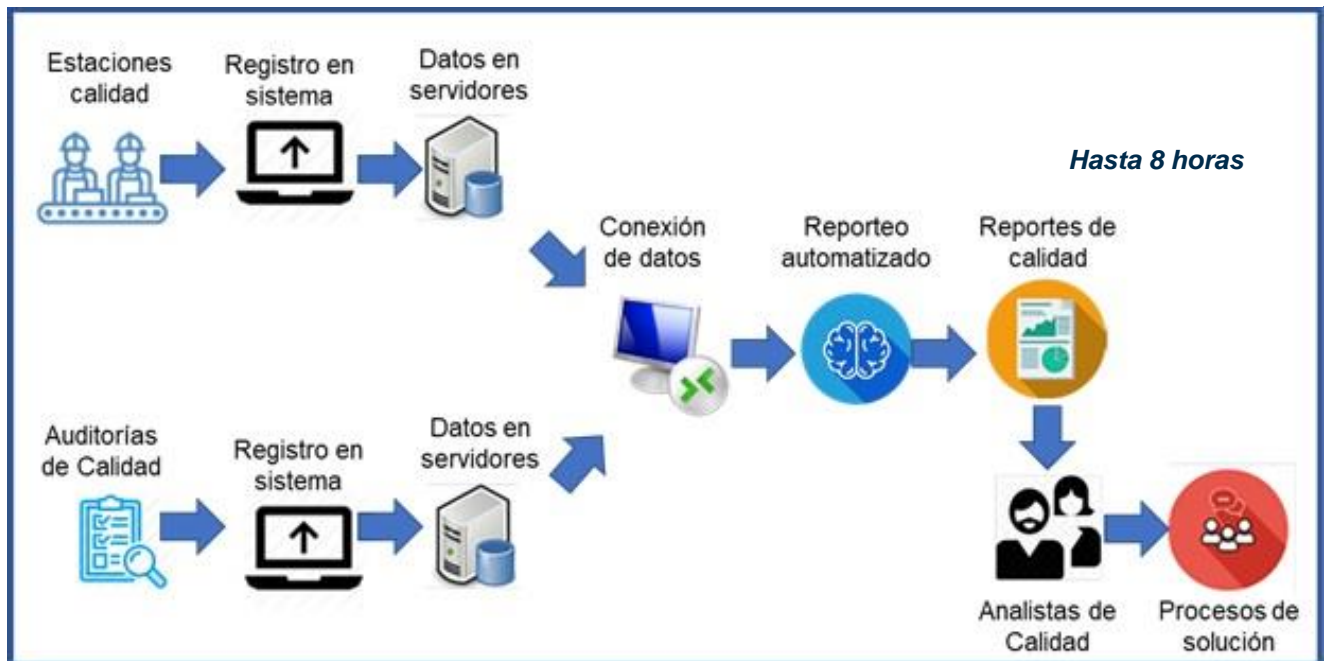 Estaciones
calidad
Registro en
sistema
Datos en
servidores
Hasta 8 horas
Conexión
de datos
Reporteo
automatizado
Reportes de
calidad
Auditorías
de Calidad
Registro en
sistema
Datos en
servidores
Analistas de
Calidad
Procesos de
solución